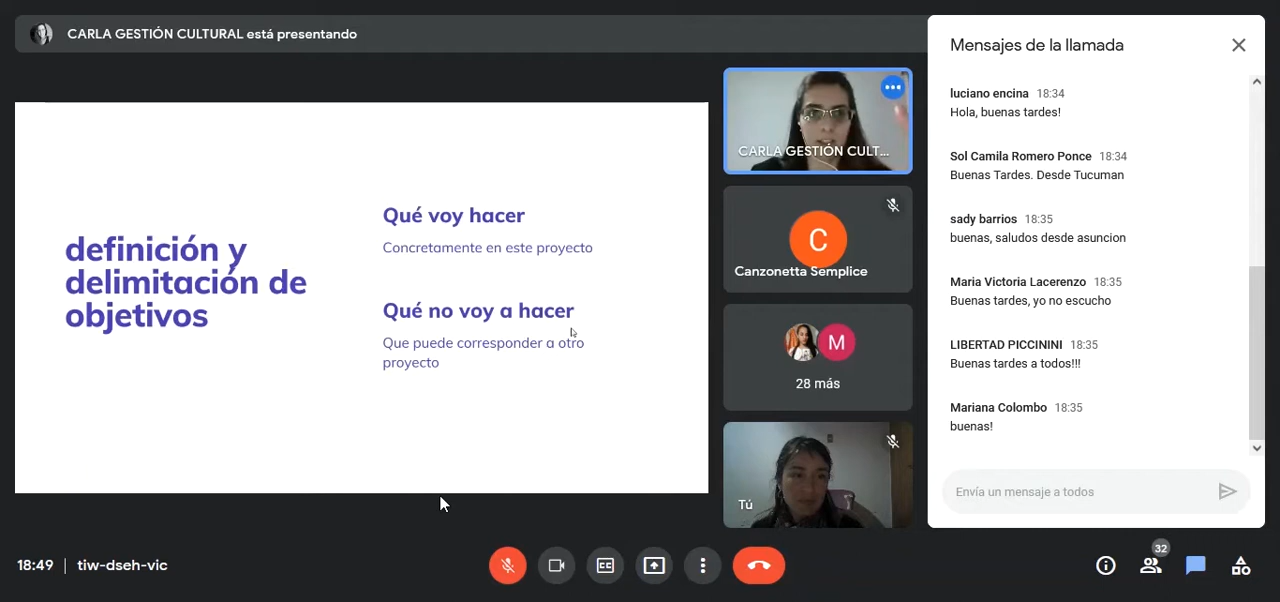 CARLA GESTIÓN CULTURAL está presentando
definición y
delimitación de
objetivos
Qué voy hacer
Concretamente en este proyecto
Qué no voy a hacer
Que puede corresponder a otro
proyecto
CARLA GESTIÓN CULT...
C
Canzonetta Semplice
M
28 más
Tú
Mensajes de la llamada
luciano encina 18:34
Hola, buenas tardes!
Sol Camila Romero Ponce 18:34
Buenas Tardes. Desde Tucuman
sady barrios 18:35
buenas, saludos desde asuncion
Maria Victoria Lacerenzo 18:35
Buenas tardes, yo no escucho
LIBERTAD PICCININI 18:35
Buenas tardes a todos!!!
Mariana Colombo 18:35
buenas!
Envía un mensaje a todos
18:49 | tiw-dseh-vic
CC
32